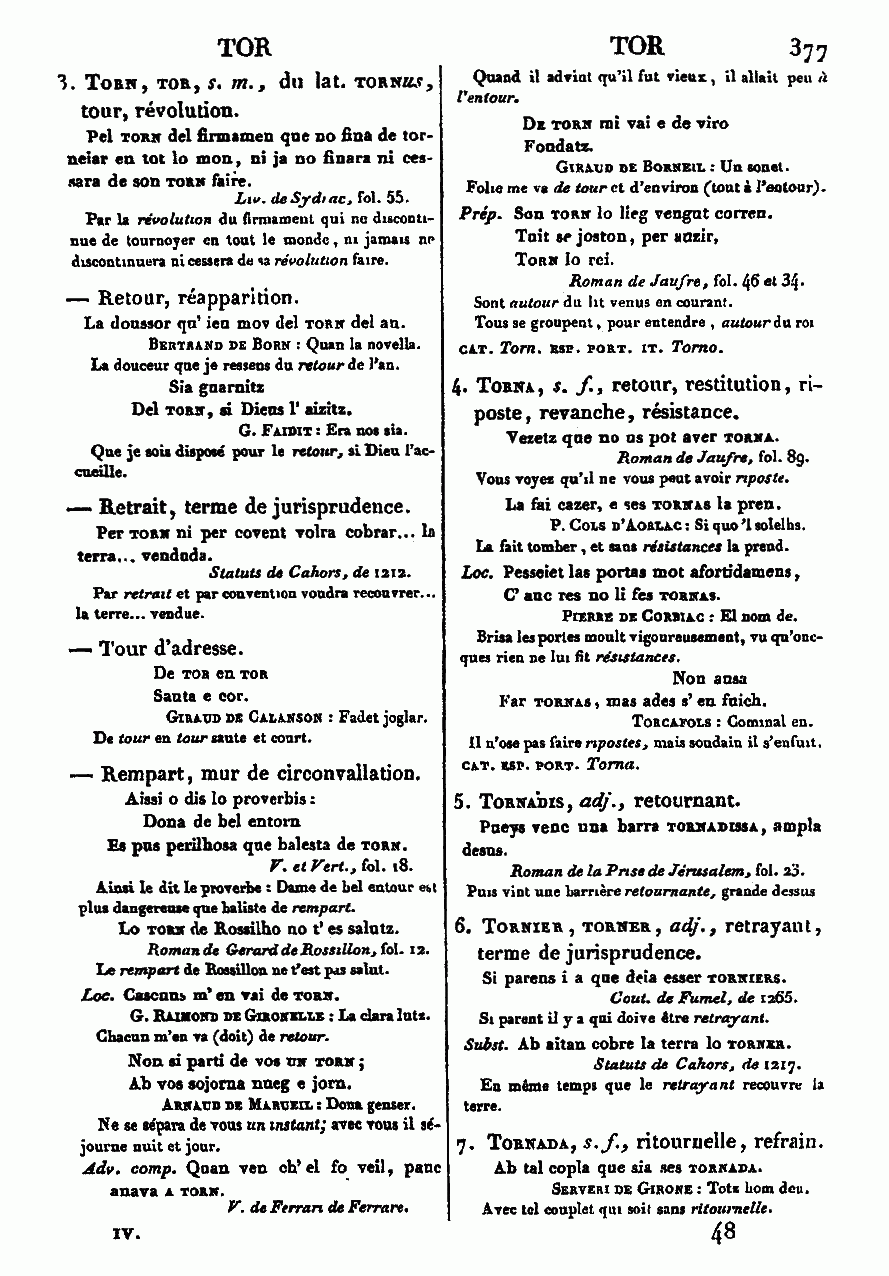 TOR
TOR 377
3. Torn, tor, s. m., du lat. tornus,
tour, révolution.
Pel torn del firmamen que no fina de tor-
neiar en tot lo mon, ni ja no finara ni ces-
sara de son torn faire.
Liv. de Sydrac, fol. 55.
Par la révolution du firmament qui ne disconti-
nue de tournoyer en tout le monde, ni jamais ne
discontinuera ni cessera de sa révolution faire.
— Retour, réapparition.
La doussor qu' ieu mov del torn del an.
Bertrand de Born : Quan la novella.
La douceur que je ressens du retour de l'an.
Sia guarnitz
Del torn, si Dieus l' aizitz.
G. Faidit : Era nos sia.
Que je sois disposé pour le retour, si Dieu l'ac-
cueille.
— Retrait, terme de jurisprudence.
Per torn ni per covent volra cobrar... la
terra... venduda.
Statuts de Cahors, de 1212.
Par retrait et par convention voudra recouvrer...
la terre... vendue.
— Tour d'adresse.
De tor en tor
Sauta e cor.
Giraud de Calanson : Fadet joglar.
De tour en tour saute et court.
— Rempart, mur de circonvallation.
Aissi o dis lo proverbis :
Dona de bel entorn
Es pus perilhosa que balesta de torn.
V. et Vert., fol. 18.
Ainsi le dit le proverbe : Dame de bel entour est
plus dangereuse que baliste de rempart.
Lo torn de Rossilho no t' es salutz.
Roman de Gerard de Rossillon, fol. 12.
Le rempart de Rossillon ne t'est pas salut.
Loc. Cascuns m' en vai de torn.
G. Raimond de Gironelle : La clara lutz.
Chacun m'en va (doit) de retour.
Non si parti de vos un torn ;
Ab vos sojorna nueg e jorn.
Arnaud de Marueil : Dona genser.
Ne se sépara de vous un instant; avec vous il sé-
journe nuit et jour.
Adv. comp. Quan ven ch' el fo veil, pauc
anava a torn.
V. de Ferrari de Ferrare.
IV.
Quand il advint qu'il fut vieux, il allait peu à
l'entour.
De torn mi vai e de viro
Foudatz.
Giraud de Borneil : Un sonet.
Folie me va de tour et d'environ (tout à l'entour).
Prép. Son torn lo lieg vengut corren.
Tuit se joston, per auzir,
Torn lo rei.
Roman de Jaufre, fol. 46 et 34.
Sont autour du lit venus en courant.
Tous se groupent, pour entendre, autour du roi
cat. Torn. esp. port. it. Torno.
4. Torna, s. f., retour, restitution, ri-
poste, revanche, résistance.
Vezetz que no us pot aver torna.
Roman de Jaufre, fol. 89.
Vous voyez qu'il ne vous peut avoir riposte.
La fai cazer, e ses tornas la pren.
P. Cols d'Aorlac : Si quo 'l solelhs.
La fait tomber, et sans résistances la prend.
Loc. Pesseiet las portas mot afortidamens,
C' anc res no li fes tornas.
Pierre de Corbiac : El nom de.
Brisa les portes moult vigoureusement, vu qu'onc-
ques rien ne lui fit résistances.
Non ausa
Far tornas, mas ades s' en fuich.
Torcafols : Cominal en.
Il n'ose pas faire ripostes, mais soudain il s'enfuit.
cat. esp. port. Torna.
5. Tornadis, adj., retournant.
Pueys venc una barra tornadissa, ampla
desus.
Roman de la Prise de Jérusalem, fol. 23.
Puis vint une barrière retournante, grande dessus
6. Tornier, torner, adj., retrayant,
terme de jurisprudence.
Si parens i a que deia esser torniers.
Cout. de Fumel, de 1265.
Si parent il y a qui doive être retrayant.
Subst. Ab aitan cobre la terra lo torner.
Statuts de Cahors, de 1217.
En même temps que le retrayant recouvre la
terre.
7. Tornada, s. f., ritournelle, refrain.
Ab tal copla que sia ses tornada.
Serveri de Girone : Totz hom deu.
Avec tel couplet qui soit sans ritournelle.
48